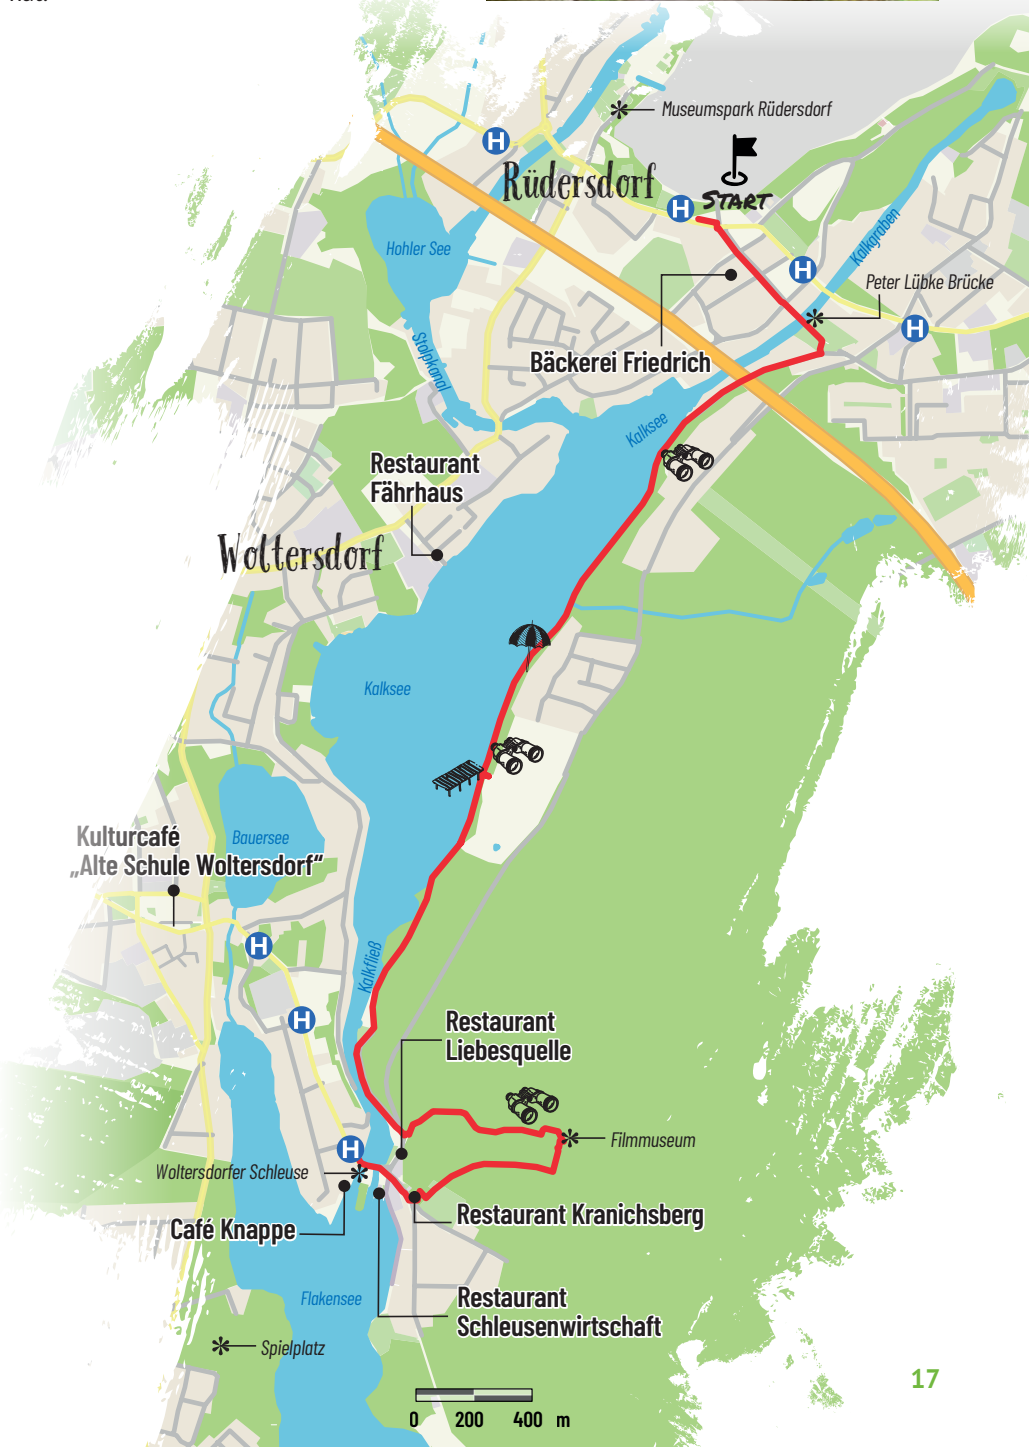 Museumspark Rüdersdorf
H
Rüdersdorf
H
START
Kalkgraben
Hohler See
H
Peter Lübke Brücke
H
Stolpkanal
Bäckerei Friedrich
Kalksee
Restaurant
Fährhaus
Woltersdorf
Kalksee
Kulturcafé
„Alte Schule Woltersdorf“
Bauersee
H
Kalkfließ
H
Restaurant
Liebesquelle
Filmmuseum
H
Woltersdorfer Schleuse
Restaurant Kranichsberg
Café Knappe
Flakensee
Restaurant
Schleusenwirtschaft
Spielplatz
17
0 200 400 m